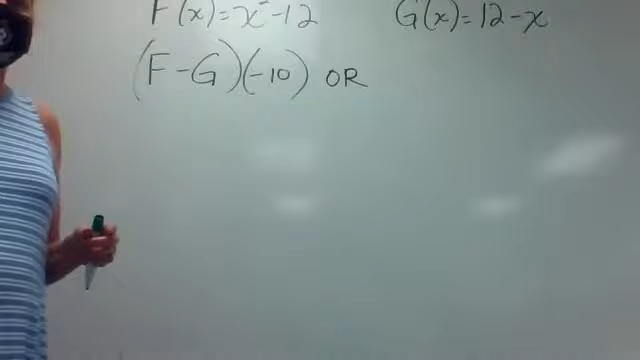 F(x) = x² - 12 G(x) = 12 - x
(F - G)(-10) OR